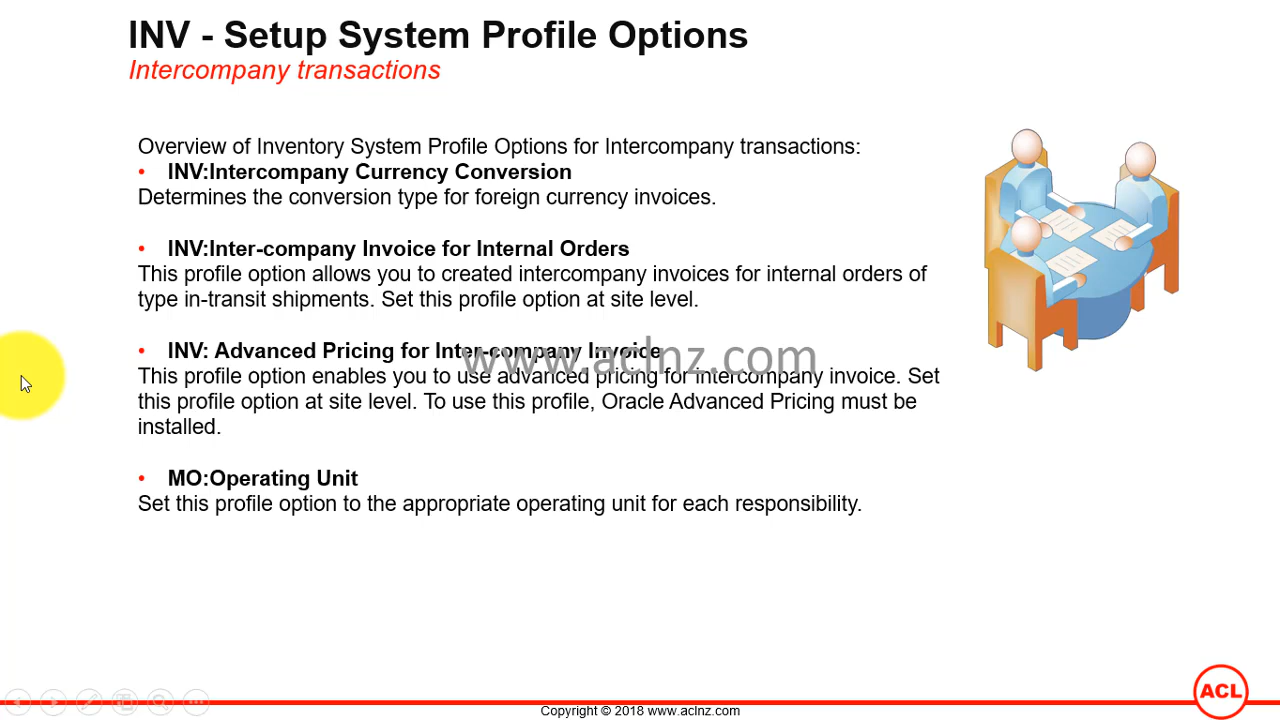 INV - Setup System Profile Options
Intercompany transactions
Overview of Inventory System Profile Options for Intercompany transactions:
• INV:Intercompany Currency Conversion
Determines the conversion type for foreign currency invoices.
• INV:Inter-company Invoice for Internal Orders
This profile option allows you to created intercompany invoices for internal orders of
type in-transit shipments. Set this profile option at site level.
• INV: Advanced Pricing for Inter-company Invoice
www.aclnz.com
This profile option enables you to use advanced pricing for intercompany invoice. Set
this profile option at site level. To use this profile, Oracle Advanced Pricing must be
installed.
• MO:Operating Unit
Set this profile option to the appropriate operating unit for each responsibility.
ACL
Copyright © 2018 www.aclnz.com